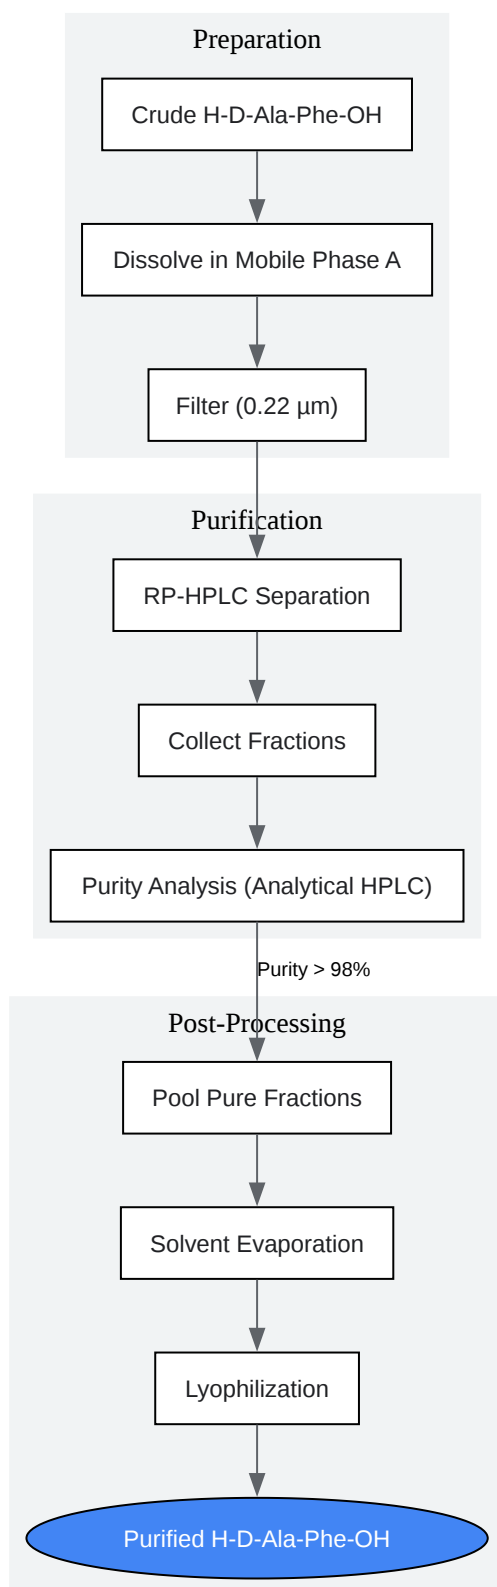 Preparation
Crude H-D-Ala-Phe-OH
Dissolve in Mobile Phase A
Filter (0.22 µm)
Purification
RP-HPLC Separation
Collect Fractions
Purity Analysis (Analytical HPLC)
Purity > 98%
Post-Processing
Pool Pure Fractions
Solvent Evaporation
Lyophilization
Purified H-D-Ala-Phe-OH